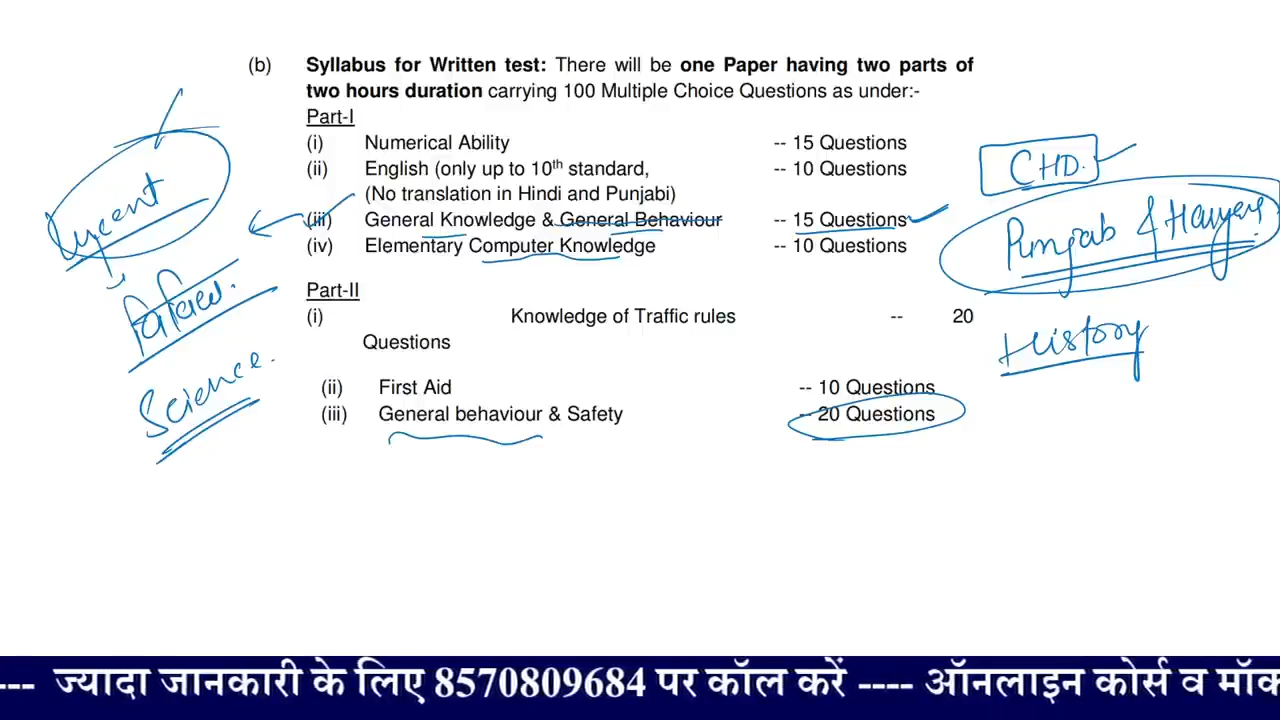 (b) Syllabus for Written test: There will be one Paper having two parts of
two hours duration carrying 100 Multiple Choice Questions as under:-
Part-I
(i) Numerical Ability -- 15 Questions
(ii) English (only up to 10th standard, -- 10 Questions
(No translation in Hindi and Punjabi)
(iii) General Knowledge & General Behaviour -- 15 Questions
(iv) Elementary Computer Knowledge -- 10 Questions
Part-II
(i) Knowledge of Traffic rules -- 20
Questions
(ii) First Aid -- 10 Questions
(iii) General behaviour & Safety -- 20 Questions
Lucent
Science.
CHD.
Punjab &
History
--- ज्यादा जानकारी के लिए 8570809684 पर कॉल करें ---- ऑनलाइन कोर्स व मॉक